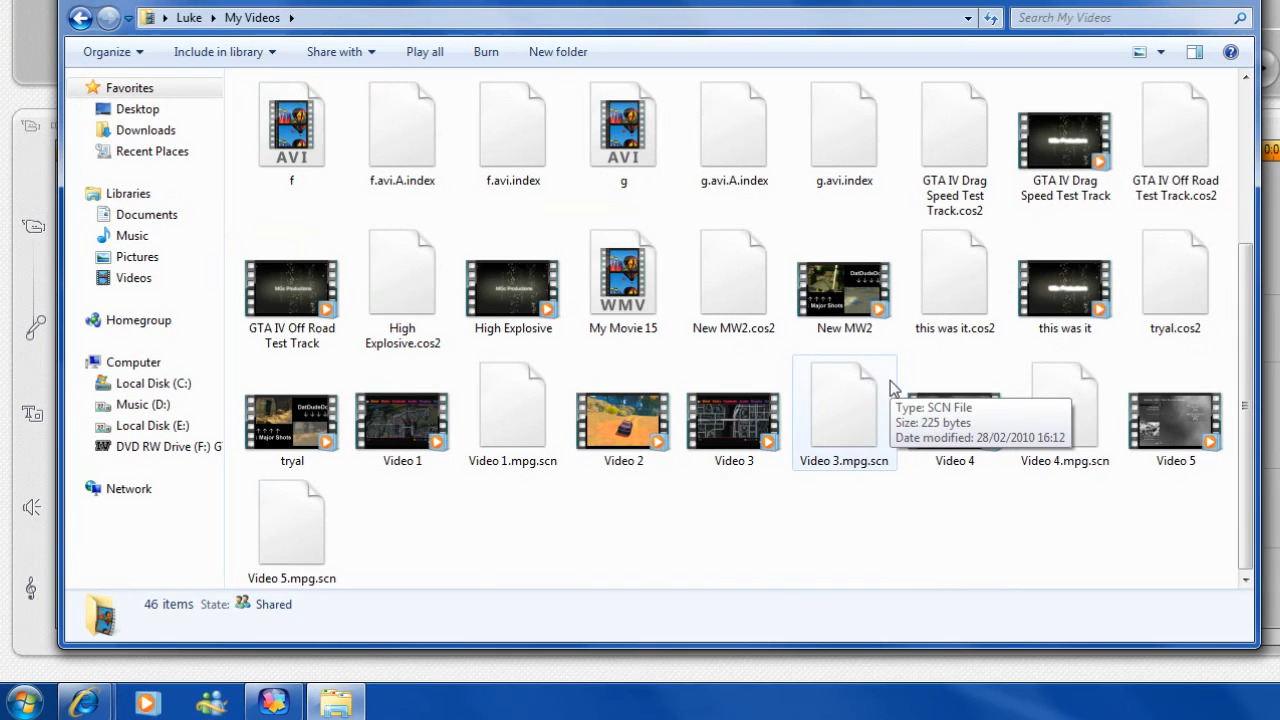 Luke
My Videos
Search My Videos
Organize
Include in library
Share with
Play all
Burn
New folder
Favorites
Desktop
Downloads
Recent Places
Libraries
Documents
Music
Pictures
Videos
Homegroup
Computer
Local Disk (C:)
Music (D:)
Local Disk (E:)
DVD RW Drive (F:) G
Network
AVI
AVI
f
f.avi.A.index
f.avi.index
g
g.avi.A.index
g.avi.index
GTA IV Drag
Speed Test
Track.cos2
GTA IV Drag
Speed Test Track
GTA IV Off Road
Test Track.cos2
WMV
GTA IV Off Road
Test Track
High
Explosive.cos2
High Explosive
My Movie 15
New MW2.cos2
DatDudeDo
Major Shots
New MW2
this was it.cos2
this was it
tryal.cos2
DatDudeDo
Major Shots
tryal
Video 1
Video 1.mpg.scn
Video 2
Video 3
Video 3.mpg.scn
Video 4
Video 4.mpg.scn
Video 5
Type: SCN File
Size: 225 bytes
Date modified: 28/02/2010 16:12
Video 5.mpg.scn
46 items State: Shared